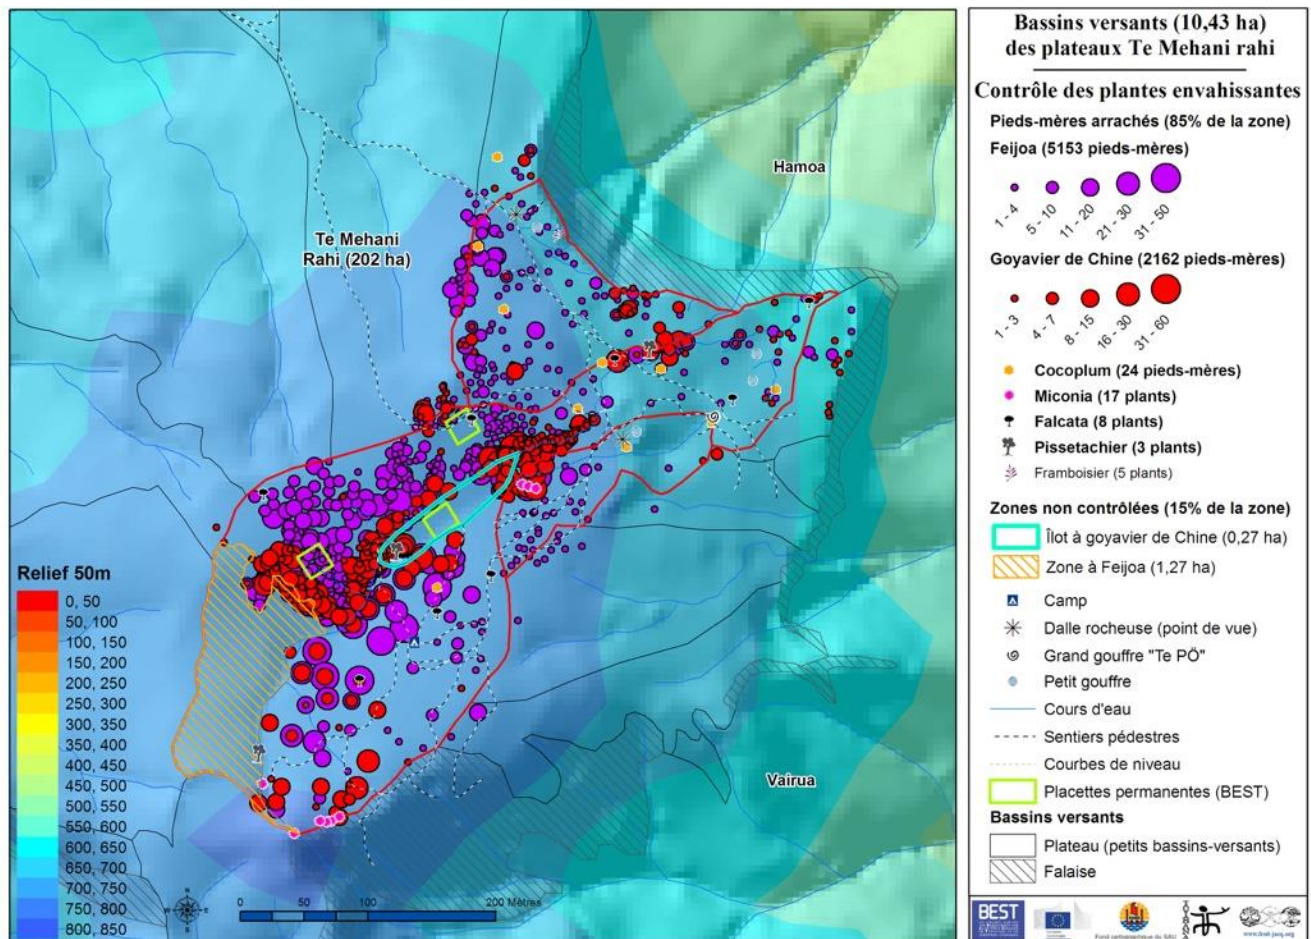 Hamoa
Te Mehani
Rahi (202 ha)
Vairua
Relief 50m
0, 50
50, 100
100, 150
150, 200
200, 250
250, 300
300, 350
350, 400
400, 450
450, 500
500, 550
550, 600
600, 650
650, 700
700, 750
750, 800
800, 850
N
W E
S
0 50 100 200 Mètres
Bassins versants (10,43 ha)
des plateaux Te Mehani rahi
Contrôle des plantes envahissantes
Pieds-mères arrachés (85% de la zone)
Feijoa (5153 pieds-mères)
1 - 4 5 - 10 11 - 20 21 - 30 31 - 50
Goyavier de Chine (2162 pieds-mères)
1 - 3 4 - 7 8 - 15 16 - 30 31 - 60
Cocoplum (24 pieds-mères)
Miconia (17 plants)
Falcata (8 plants)
Pissetachier (3 plants)
Framboisier (5 plants)
Zones non contrôlées (15% de la zone)
Îlot à goyavier de Chine (0,27 ha)
Zone à Feijoa (1,27 ha)
Camp
Dalle rocheuse (point de vue)
Grand gouffre "Te PÖ"
Petit gouffre
Cours d'eau
Sentiers pédestres
Courbes de niveau
Placettes permanentes (BEST)
Bassins versants
Plateau (petits bassins-versants)
Falaise
BEST
Fond cartographique du SAU